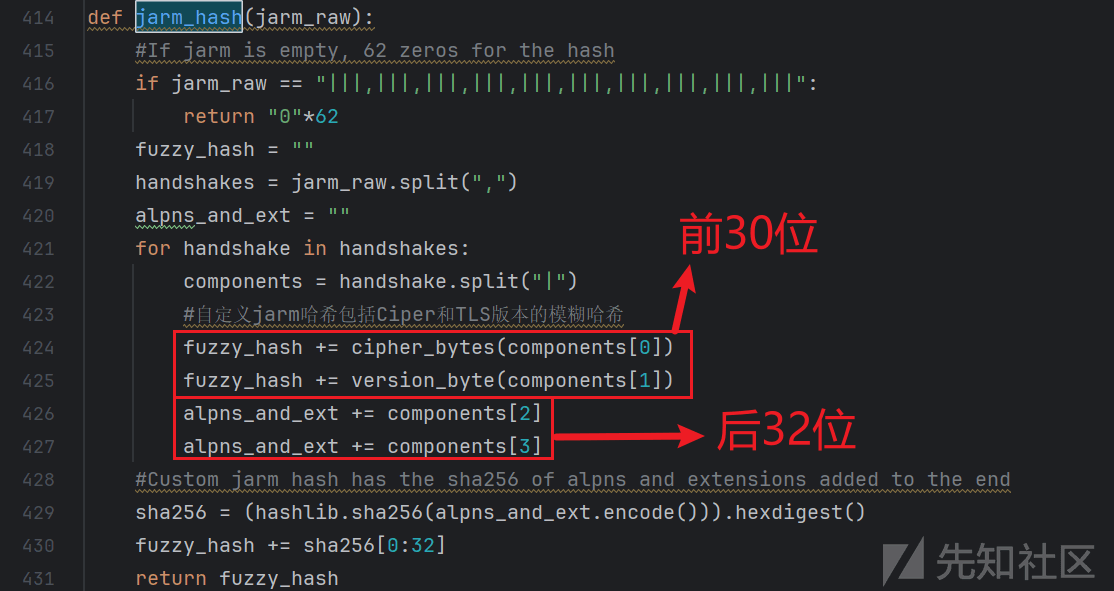 414 def jarm_hash(jarm_raw):
415 #If jarm is empty, 62 zeros for the hash
416 if jarm_raw == "|||,|||,|||,|||,|||,|||,|||,|||,|||,|||":
417 return "0"*62
418 fuzzy_hash = ""
419 handshakes = jarm_raw.split(",")
420 alpns_and_ext = ""
421 for handshake in handshakes:
前30位
422 components = handshake.split("|")
423 #自定义jarm哈希包括Ciper和TLS版本的模糊哈希
424 fuzzy_hash += cipher_bytes(components[0])
425 fuzzy_hash += version_byte(components[1])
426 alpns_and_ext += components[2]
后32位
427 alpns_and_ext += components[3]
428 #Custom jarm hash has the sha256 of alpns and extensions added to the end
429 sha256 = (hashlib.sha256(alpns_and_ext.encode())).hexdigest()
430 fuzzy_hash += sha256[0:32]
431 return fuzzy_hash
先知社区